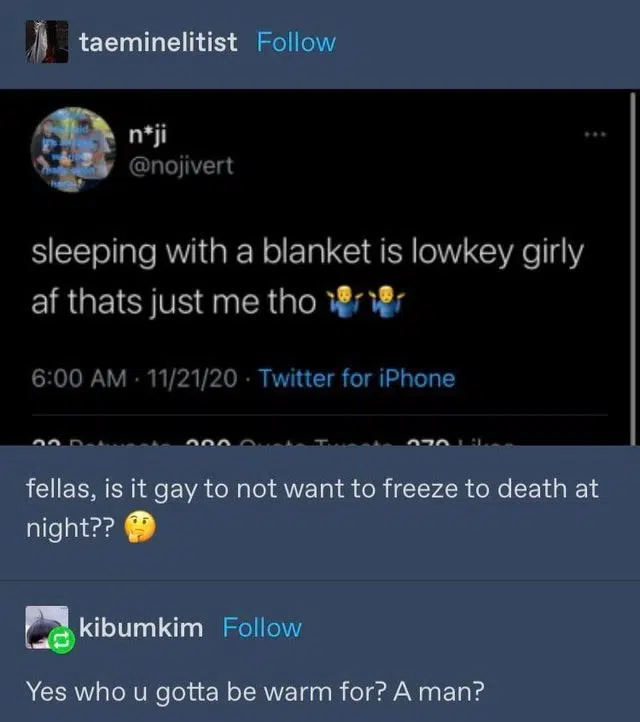 taeminelitist Follow
n*ji
@nojivert
sleeping with a blanket is lowkey girly
af thats just me tho 🤷‍♂️🤷‍♂️
6:00 AM · 11/21/20 · Twitter for iPhone
fellas, is it gay to not want to freeze to death at
night?? 🤔
kibumkim Follow
Yes who u gotta be warm for? A man?